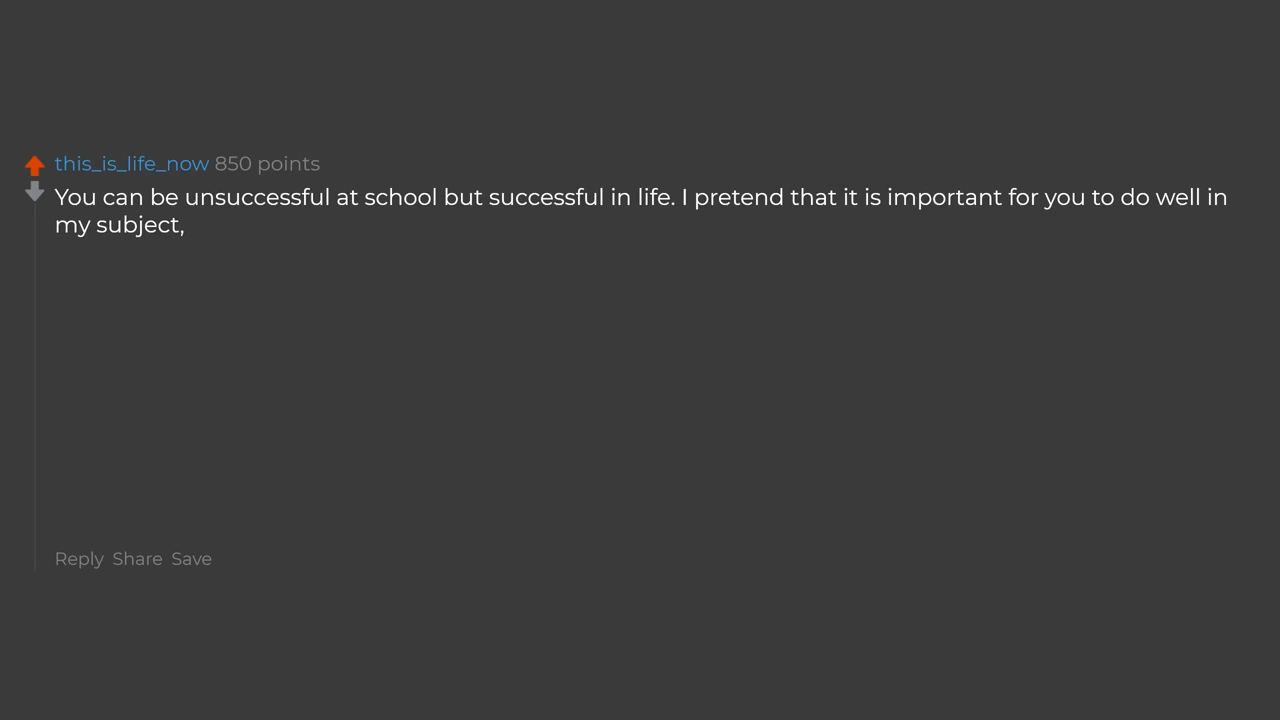 this_is_life_now 850 points
You can be unsuccessful at school but successful in life. I pretend that it is important for you to do well in
my subject,
Reply Share Save